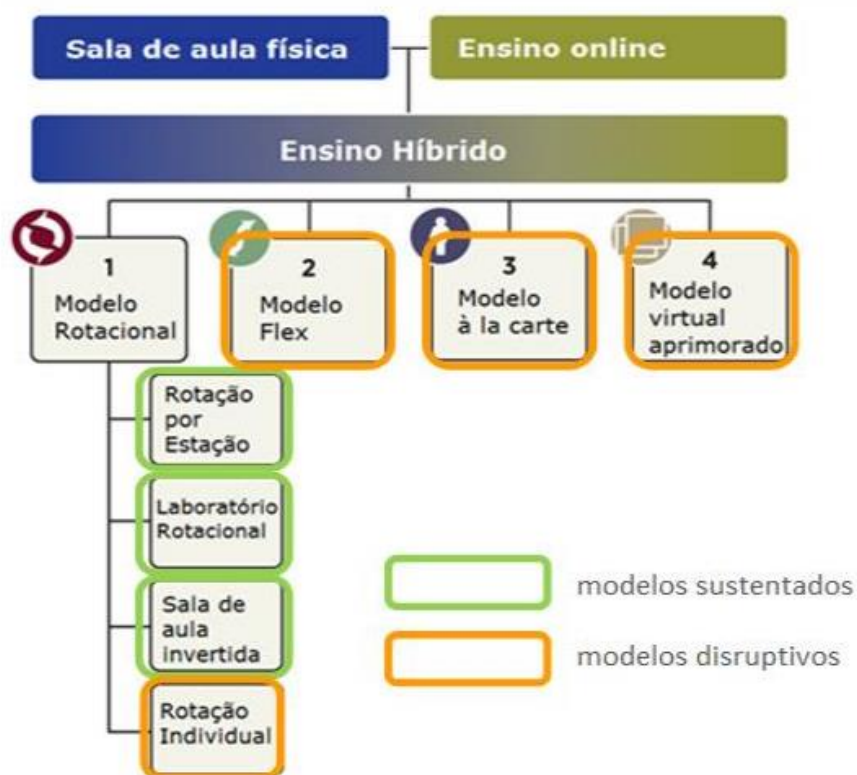 Sala de aula física
Ensino online
Ensino Híbrido
1
Modelo
Rotacional
2
Modelo
Flex
3
Modelo
à la carte
4
Modelo
virtual
aprimorado
Rotação
por
Estação
Laboratório
Rotacional
Sala de
aula
invertida
Rotação
Individual
modelos sustentados
modelos disruptivos